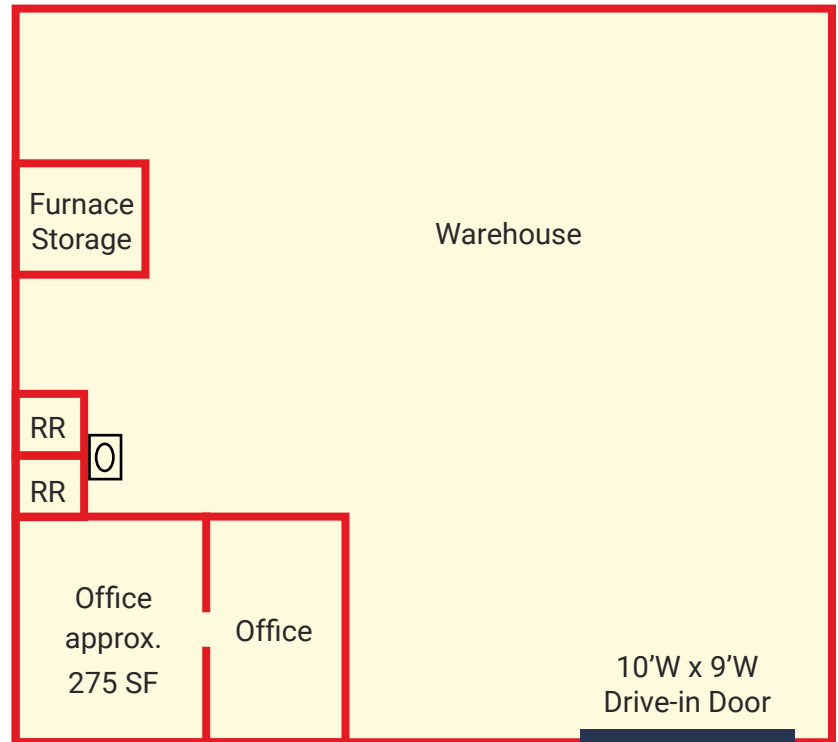 Furnace
Storage
Warehouse
RR
RR
Office
approx.
275 SF
Office
10’W x 9’W
Drive-in Door